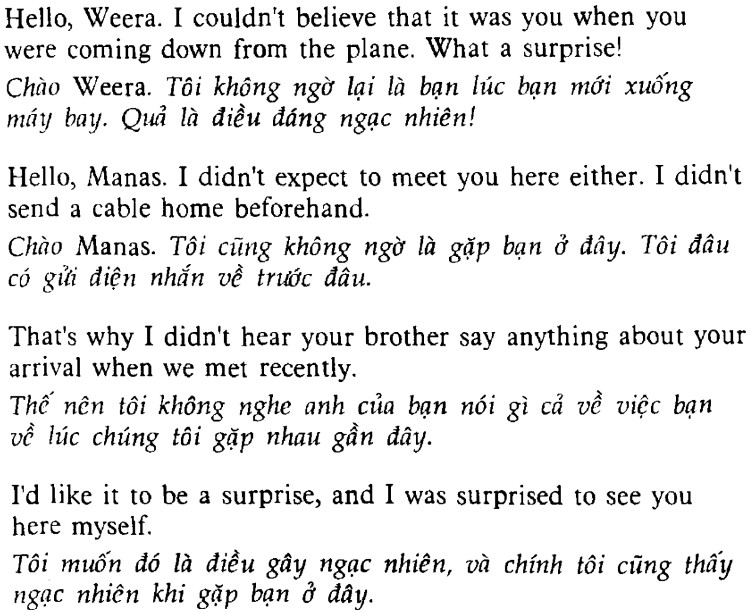 Hello, Weera. I couldn't believe that it was you when you
were coming down from the plane. What a surprise!
Chào Weera. Tôi không ngờ lại là bạn lúc bạn mới xuống
máy bay. Quả là điều đáng ngạc nhiên!
Hello, Manas. I didn't expect to meet you here either. I didn't
send a cable home beforehand.
Chào Manas. Tôi cũng không ngờ là gặp bạn ở đây. Tôi đâu
có gửi điện nhắn về trước đâu.
That's why I didn't hear your brother say anything about your
arrival when we met recently.
Thế nên tôi không nghe anh của bạn nói gì cả về việc bạn
về lúc chúng tôi gặp nhau gần đây.
I'd like it to be a surprise, and I was surprised to see you
here myself.
Tôi muốn đó là điều gây ngạc nhiên, và chính tôi cũng thấy
ngạc nhiên khi gặp bạn ở đây.